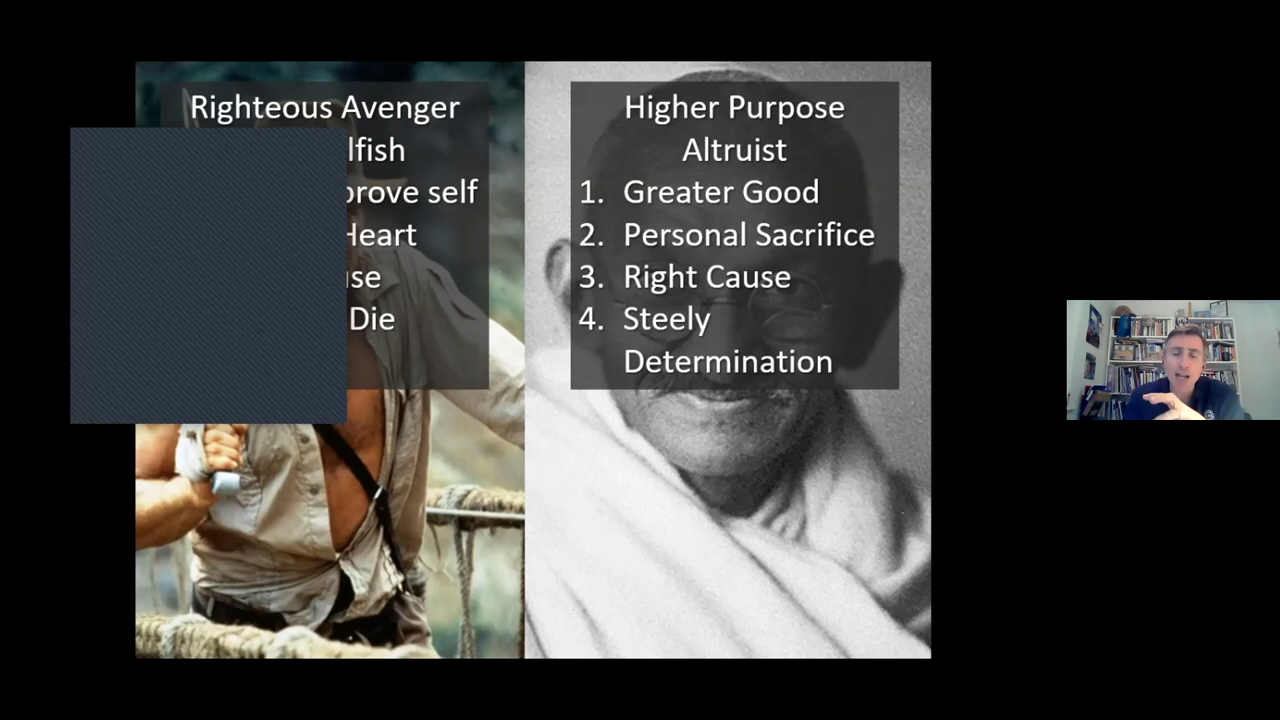 Righteous Avenger
lfish
prove self
Heart
se
Die
Higher Purpose
Altruist
1. Greater Good
2. Personal Sacrifice
3. Right Cause
4. Steely
Determination